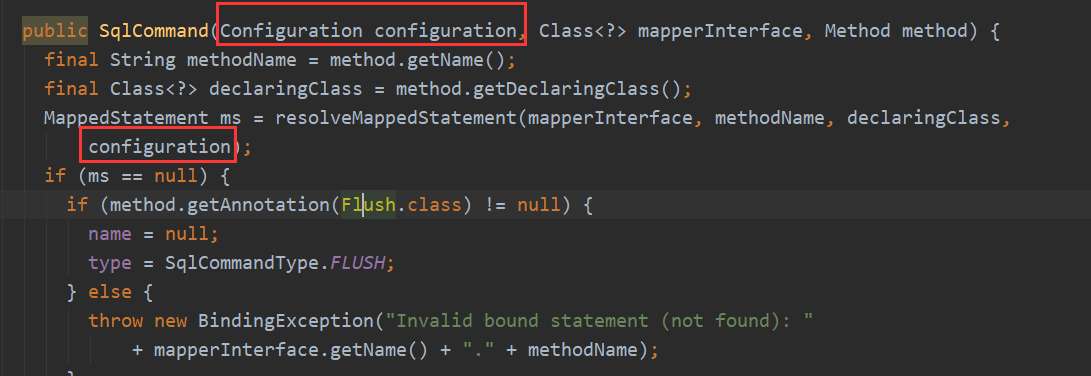 public SqlCommand(Configuration configuration, Class<?> mapperInterface, Method method) {
final String methodName = method.getName();
final Class<?> declaringClass = method.getDeclaringClass();
MappedStatement ms = resolveMappedStatement(mapperInterface, methodName, declaringClass,
configuration);
if (ms == null) {
if (method.getAnnotation(Flush.class) != null) {
name = null;
type = SqlCommandType.FLUSH;
} else {
throw new BindingException("Invalid bound statement (not found): "
+ mapperInterface.getName() + "." + methodName);
}